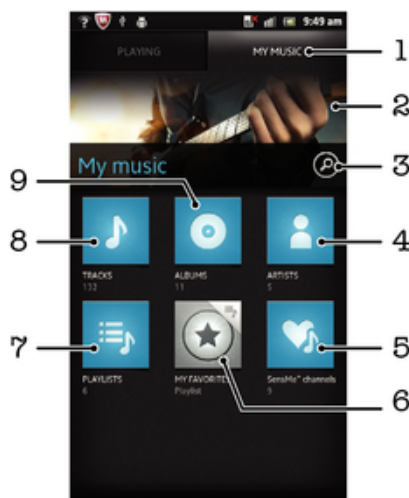 9:49 am
PLAYING
MY MUSIC
1
2
My music
3
9
8
4
TRACKS
132
ALBUMS
11
ARTISTS
5
7
5
PLAYLISTS
6
MY FAVORITES
Playlist
SensMe™ channels
9
6